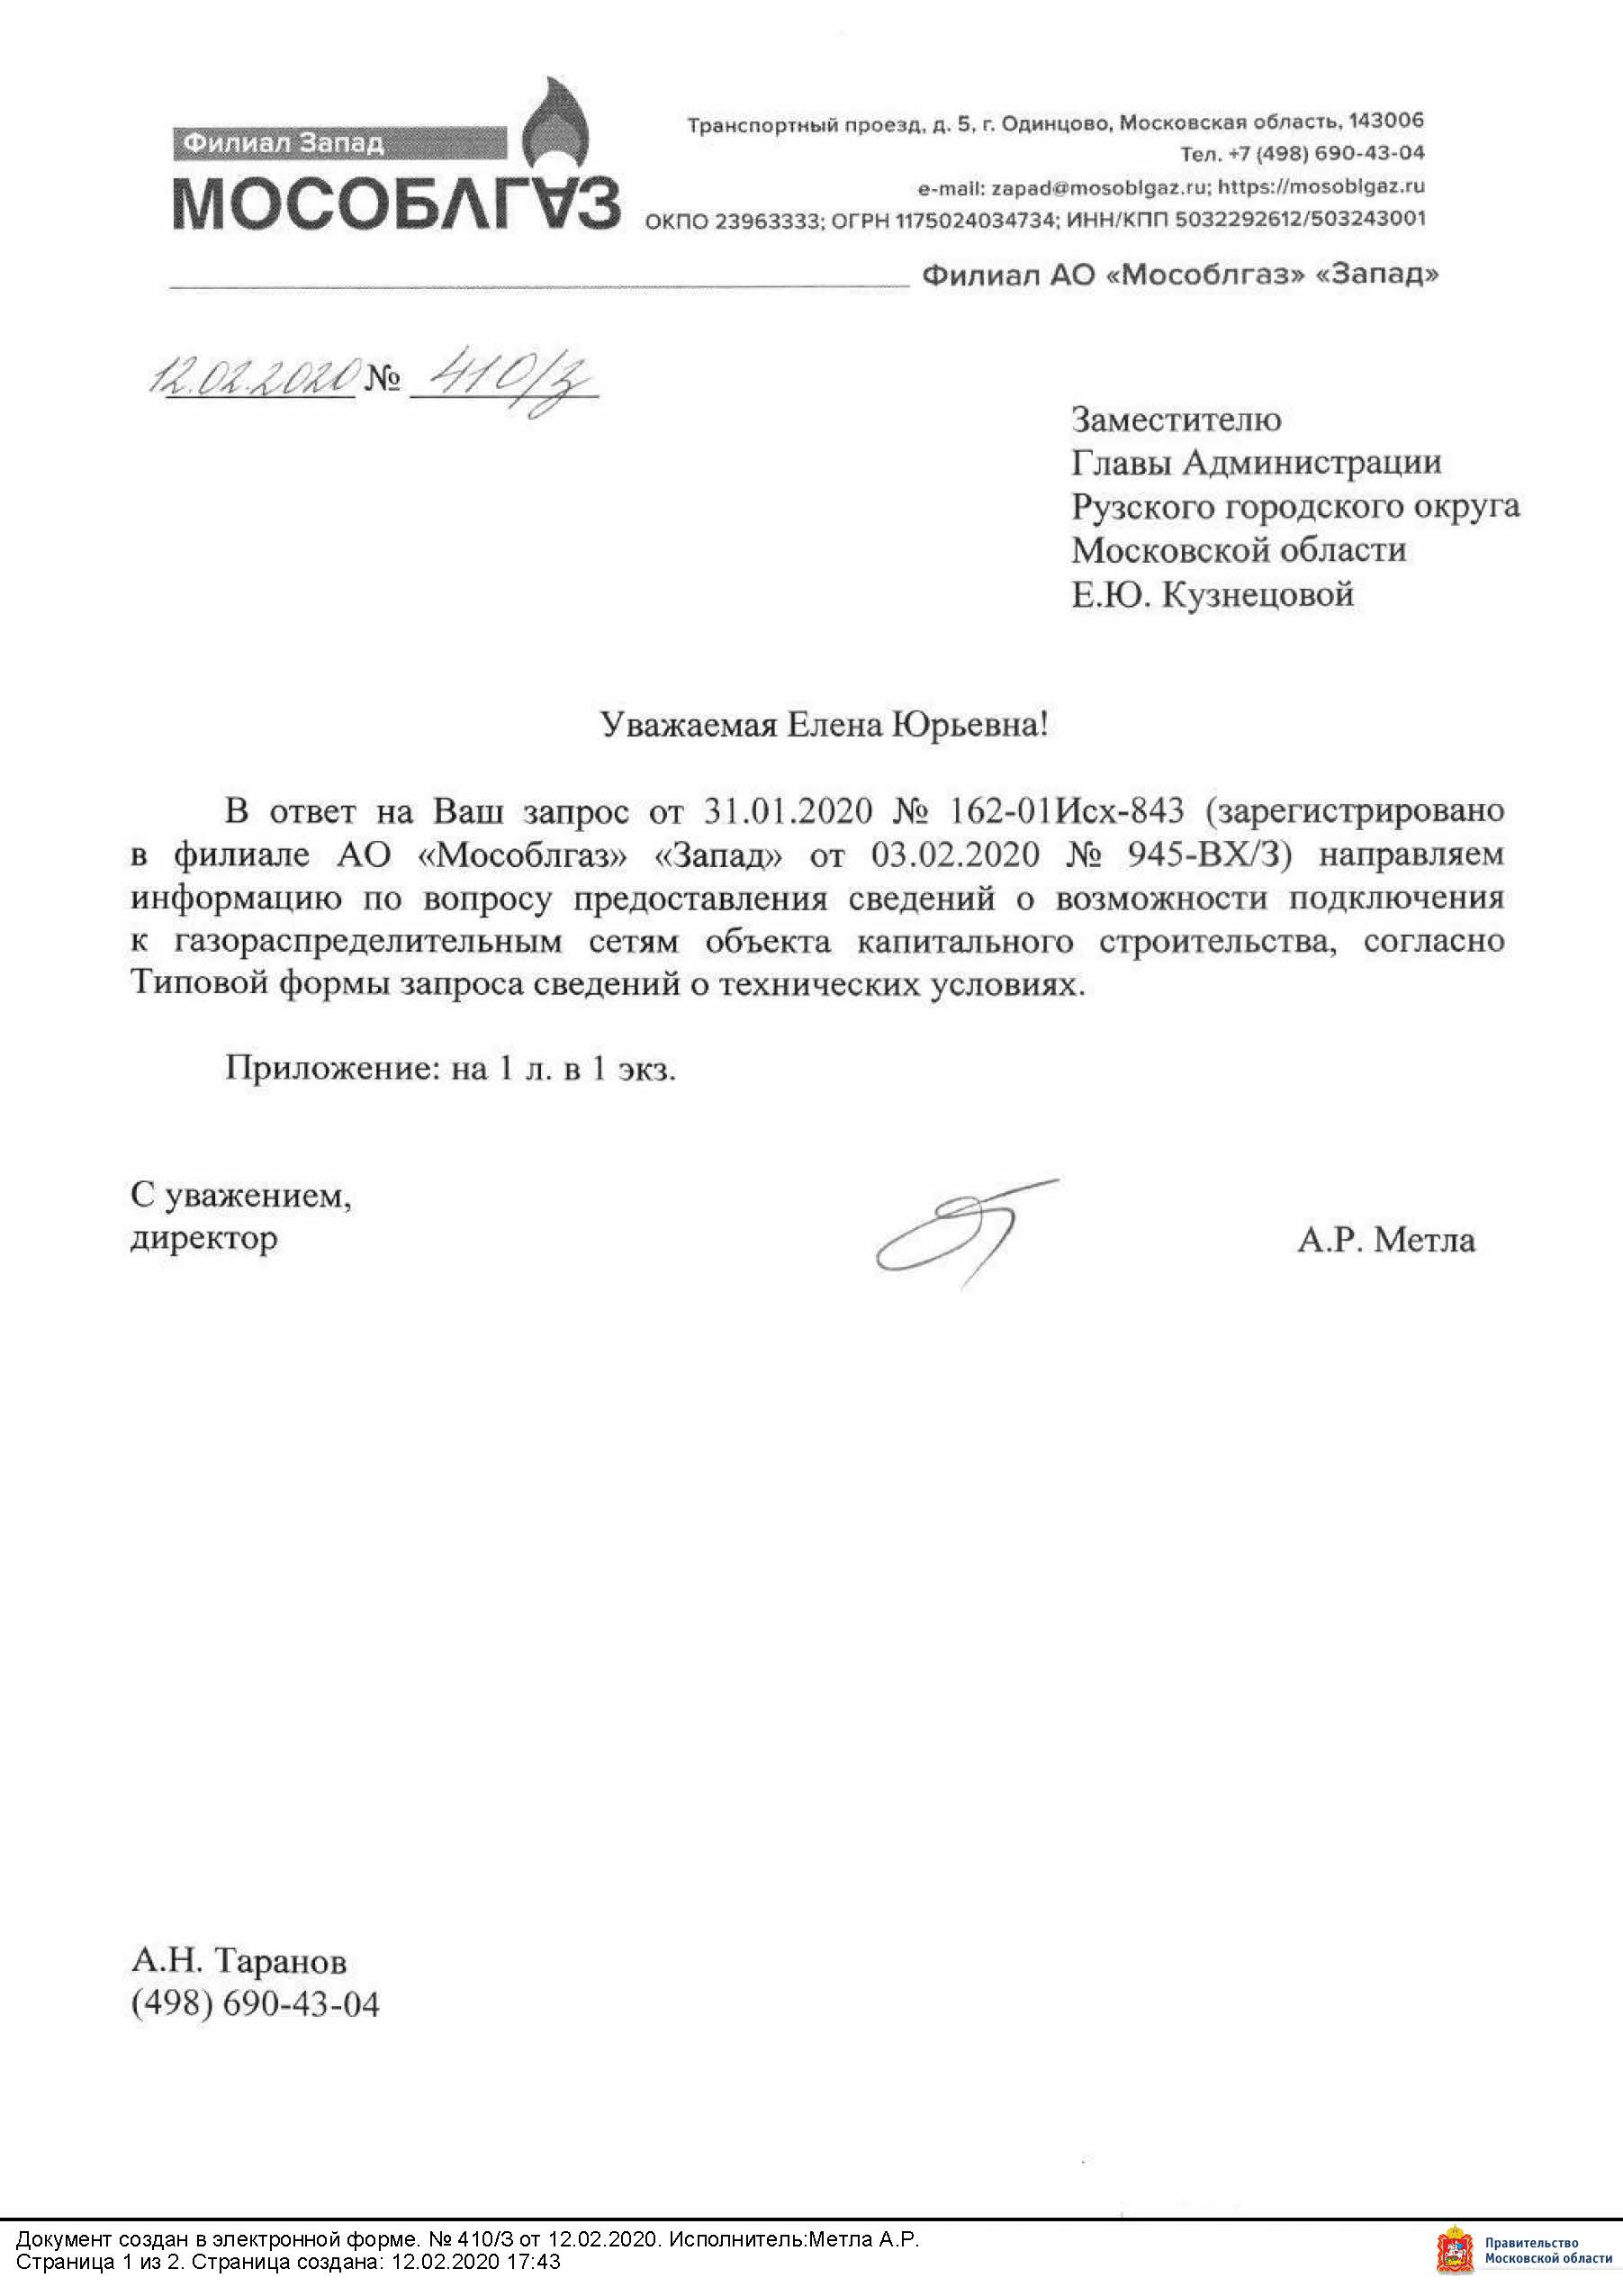 Филиал Запад
МОСОБЛГАЗ
Транспортный проезд, д. 5, г. Одинцово, Московская область, 143006
Тел. +7 (498) 690-43-04
e-mail: zapad@mosoblgaz.ru; https://mosoblgaz.ru
ОКПО 23963333; ОГРН 1175024034734; ИНН/КПП 5032292612/503243001
Филиал АО «Мособлгаз» «Запад»
12.02.2020 № 410/З
Заместителю
Главы Администрации
Рузского городского округа
Московской области
Е.Ю. Кузнецовой
Уважаемая Елена Юрьевна!
В ответ на Ваш запрос от 31.01.2020 № 162-01Исх-843 (зарегистрировано
в филиале АО «Мособлгаз» «Запад» от 03.02.2020 № 945-ВХ/З) направляем
информацию по вопросу предоставления сведений о возможности подключения
к газораспределительным сетям объекта капитального строительства, согласно
Типовой формы запроса сведений о технических условиях.
Приложение: на 1 л. в 1 экз.
С уважением,
директор
А.Р. Метла
А.Н. Таранов
(498) 690-43-04
Документ создан в электронной форме. № 410/З от 12.02.2020. Исполнитель:Метла А.Р.
Страница 1 из 2. Страница создана: 12.02.2020 17:43
Правительство
Московской области